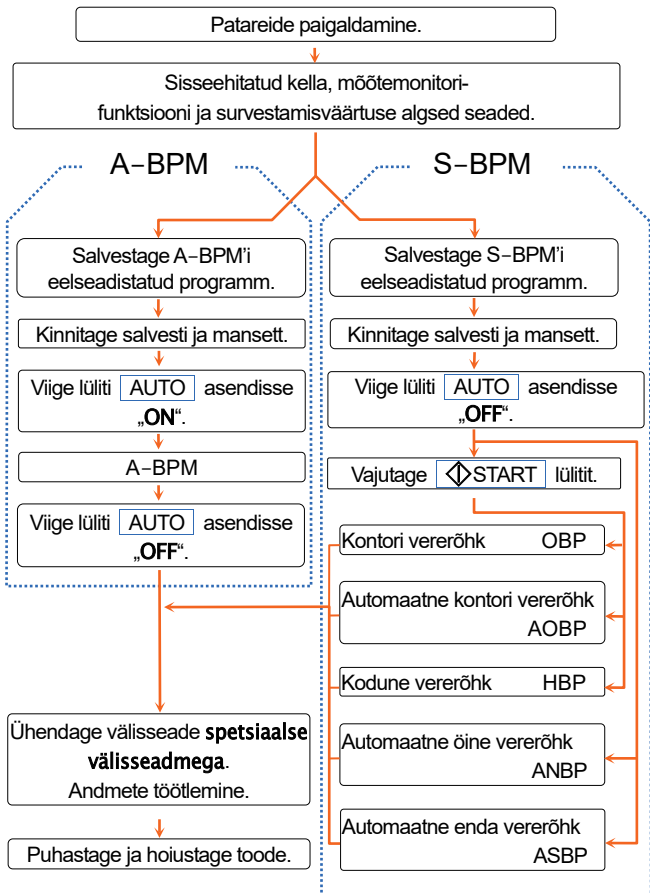 Patareide paigaldamine.
Sisseehitatud kella, mõõtemonitori-
funktsiooni ja survestamisväärtuse algsed seaded.
A-BPM
Salvestage A-BPM’i
eelseadistatud programm.
Kinnitage salvesti ja mansett.
Viige lüliti AUTO asendisse
„ON“.
A-BPM
Viige lüliti AUTO asendisse
„OFF“.
S-BPM
Salvestage S-BPM’i
eelseadistatud programm.
Kinnitage salvesti ja mansett.
Viige lüliti AUTO asendisse
„OFF“.
Vajutage START lülitit.
Kontori vererõhk OBP
Automaatne kontori vererõhk
AOBP
Kodune vererõhk HBP
Automaatne öine vererõhk
ANBP
Automaatne enda vererõhk
ASBP
Ühendage välisseade spetsiaalse
välisseadmega.
Andmete töötlemine.
Puhastage ja hoiustage toode.